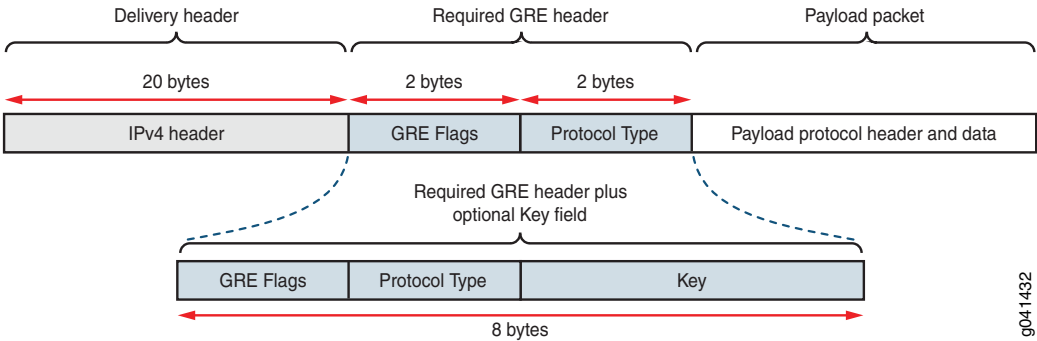 Delivery header
Required GRE header
Payload packet
20 bytes
2 bytes
2 bytes
IPv4 header
GRE Flags
Protocol Type
Payload protocol header and data
Required GRE header plus
optional Key field
GRE Flags
Protocol Type
Key
8 bytes
g041432